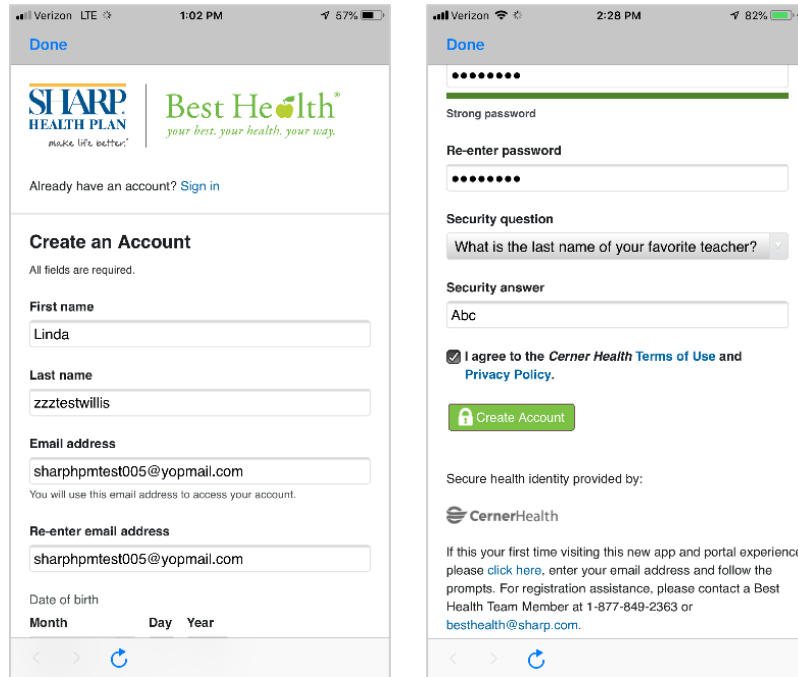 Verizon LTE 1:02 PM 57%
Done
SHARP
HEALTH PLAN
make life better.™
Best Health®
your best. your health. your way.
Already have an account? Sign in
Create an Account
All fields are required.
First name
Linda
Last name
zzztestwillis
Email address
sharphpmtest005@yopmail.com
You will use this email address to access your account.
Re-enter email address
sharphpmtest005@yopmail.com
Date of birth
Month Day Year
Verizon 2:28 PM 82%
Done
••••••••
Strong password
Re-enter password
••••••••
Security question
What is the last name of your favorite teacher?
Security answer
Abc
I agree to the Cerner Health Terms of Use and
Privacy Policy.
Create Account
Secure health identity provided by:
CernerHealth
If this your first time visiting this new app and portal experience
please click here, enter your email address and follow the
prompts. For registration assistance, please contact a Best
Health Team Member at 1-877-849-2363 or
besthealth@sharp.com.